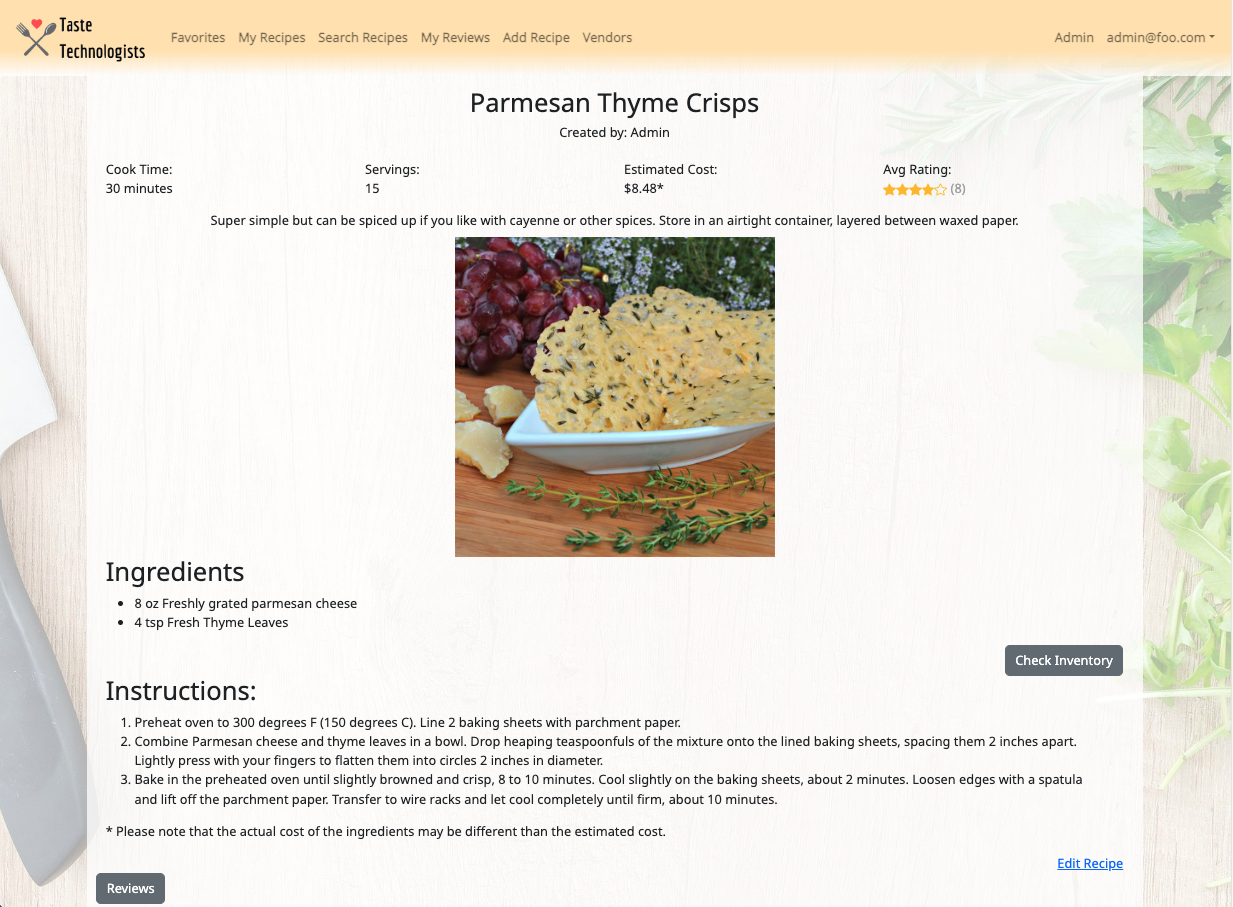 Taste
Technologists
Favorites My Recipes Search Recipes My Reviews Add Recipe Vendors Admin admin@foo.com
Parmesan Thyme Crisps
Created by: Admin
Cook Time: Servings: Estimated Cost: Avg Rating:
30 minutes 15 $8.48* (8)
Super simple but can be spiced up if you like with cayenne or other spices. Store in an airtight container, layered between waxed paper.
Ingredients
• 8 oz Freshly grated parmesan cheese
• 4 tsp Fresh Thyme Leaves
Check Inventory
Instructions:
1. Preheat oven to 300 degrees F (150 degrees C). Line 2 baking sheets with parchment paper.
2. Combine Parmesan cheese and thyme leaves in a bowl. Drop heaping teaspoonfuls of the mixture onto the lined baking sheets, spacing them 2 inches apart.
Lightly press with your fingers to flatten them into circles 2 inches in diameter.
3. Bake in the preheated oven until slightly browned and crisp, 8 to 10 minutes. Cool slightly on the baking sheets, about 2 minutes. Loosen edges with a spatula
and lift off the parchment paper. Transfer to wire racks and let cool completely until firm, about 10 minutes.
* Please note that the actual cost of the ingredients may be different than the estimated cost.
Edit Recipe
Reviews